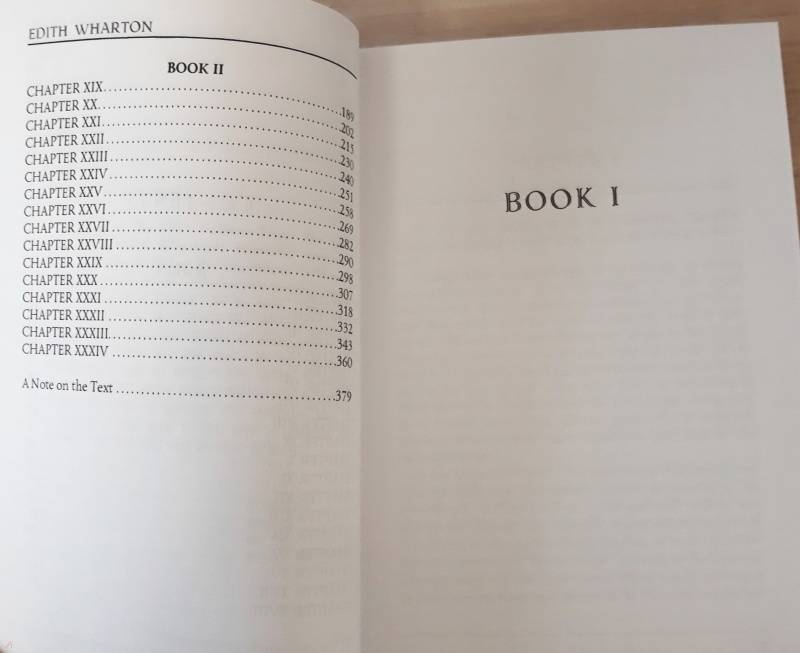 EDITH WHARTON
BOOK II
CHAPTER XIX........................................189
CHAPTER XX........................................202
CHAPTER XXI........................................215
CHAPTER XXII........................................230
CHAPTER XXIII........................................240
CHAPTER XXIV........................................251
CHAPTER XXV........................................258
CHAPTER XXVI........................................269
CHAPTER XXVII........................................282
CHAPTER XXVIII........................................290
CHAPTER XXIX........................................298
CHAPTER XXX........................................307
CHAPTER XXXI........................................318
CHAPTER XXXII........................................332
CHAPTER XXXIII........................................343
CHAPTER XXXIV........................................360
A Note on the Text........................................379
BOOK I